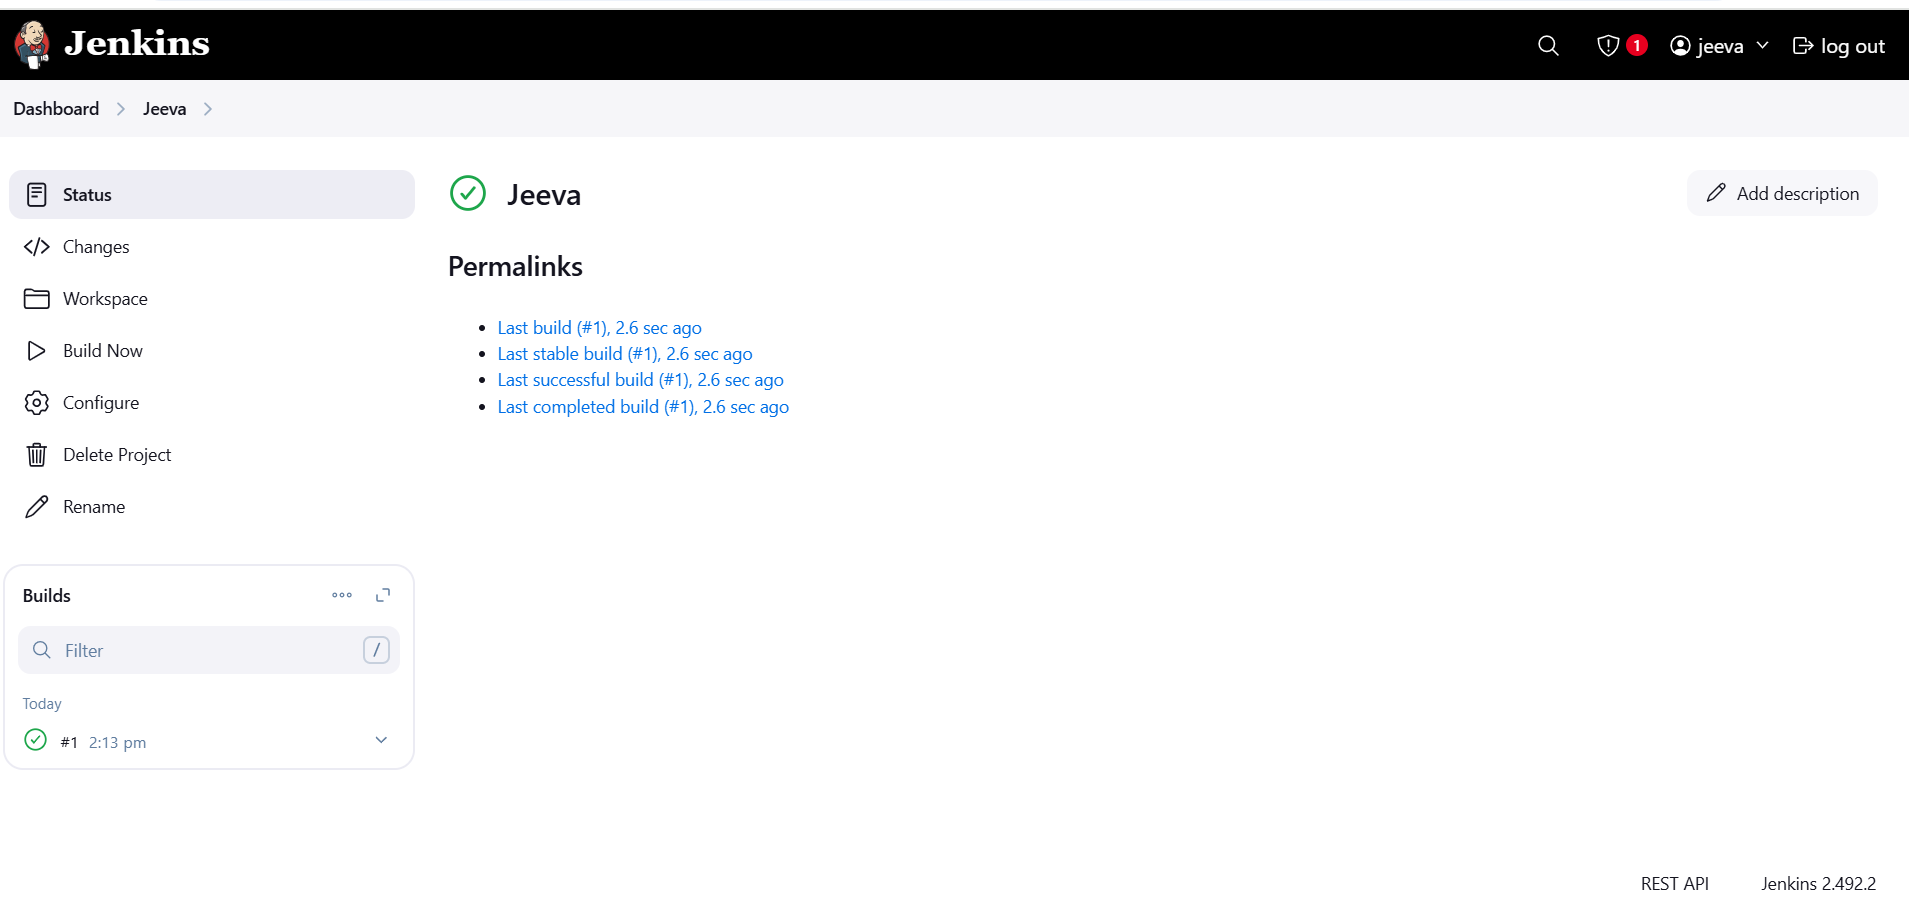 Jenkins
1
jeeva
log out
Dashboard
Jeeva
Status
Changes
Workspace
Build Now
Configure
Delete Project
Rename
Builds
Filter
/
Today
#1 2:13 pm
Jeeva
Add description
Permalinks
Last build (#1), 2.6 sec ago
Last stable build (#1), 2.6 sec ago
Last successful build (#1), 2.6 sec ago
Last completed build (#1), 2.6 sec ago
REST API
Jenkins 2.492.2